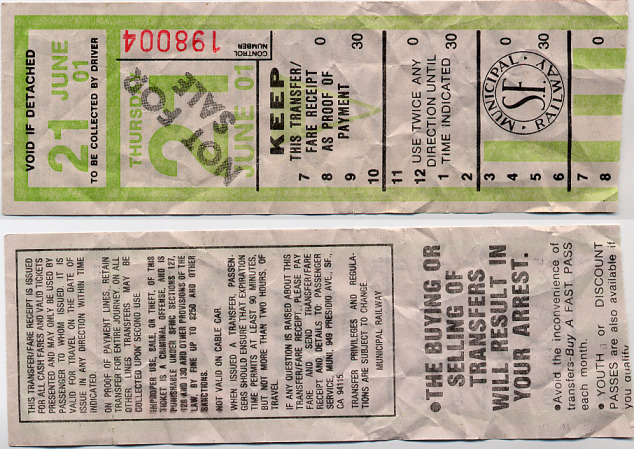 VOID IF DETACHED
21 JUNE 01
TO BE COLLECTED BY DRIVER
THURSDAY
21
JUNE 01
NOT FOR
SALE
198004
CONTROL
NUMBER
KEEP
THIS TRANSFER/
FARE RECEIPT
AS PROOF OF
PAYMENT
0
30
7
8
9
10
USE TWICE ANY
DIRECTION UNTIL
TIME INDICATED
0
30
11
12
1
2
MUNICIPAL RAILWAY
S.F.
0
30
3
4
5
6
0
7
8
THIS TRANSFER/FARE RECEIPT IS ISSUED
FOR ALL CASH FARES AND VALID TICKETS
PRESENTED AND MAY ONLY BE USED BY
PASSENGER TO WHOM ISSUED. IT IS
VALID FOR TRAVEL ON THE DATE OF
ISSUE IN ANY DIRECTION WITHIN TIME
INDICATED.
ON PROOF OF PAYMENT LINES, RETAIN
TRANSFER FOR ENTIRE JOURNEY. ON ALL
OTHER LINES TRANSFERS MAY BE
COLLECTED UPON SECOND USE.
IMPROPER USE, SALE, OR THEFT, OF THIS
TICKET IS A CRIMINAL OFFENSE, AND IS
PUNISHABLE UNDER SFMC SECTIONS 127,
128 AND OTHER PROVISIONS OF THE
LAW, BY FINE TO $250 AND OTHER
SANCTIONS.
NOT VALID ON CABLE CAR.
WHEN ISSUED A TRANSFER, PASSEN-
GERS SHOULD ENSURE THAT EXPIRATION
TIME PERMITS AT LEAST 90 MINUTES,
BUT NOT MORE THAN TWO HOURS, OF
TRAVEL
IF ANY QUESTION IS RAISED ABOUT THIS
TRANSFER/FARE RECEIPT, PLEASE PAY
FARE AND SEND TRANSFER/FARE
RECEIPT AND DETAILS TO PASSENGER
SERVICE, MUNI, 949 PRESIDIO AVE., SF.,
CA 94115.
TRANSFER PRIVILEGES AND REGULA-
TIONS ARE SUBJECT TO CHANGE.
MUNICIPAL RAILWAY
•THE BUYING OR
SELLING OF
TRANSFERS
WILL RESULT IN
YOUR ARREST.
•Avoid the inconvenience of
transfers-Buy A FAST PASS
each month.
• YOUTH, or DISCOUNT
PASSES are also available if
you qualify.